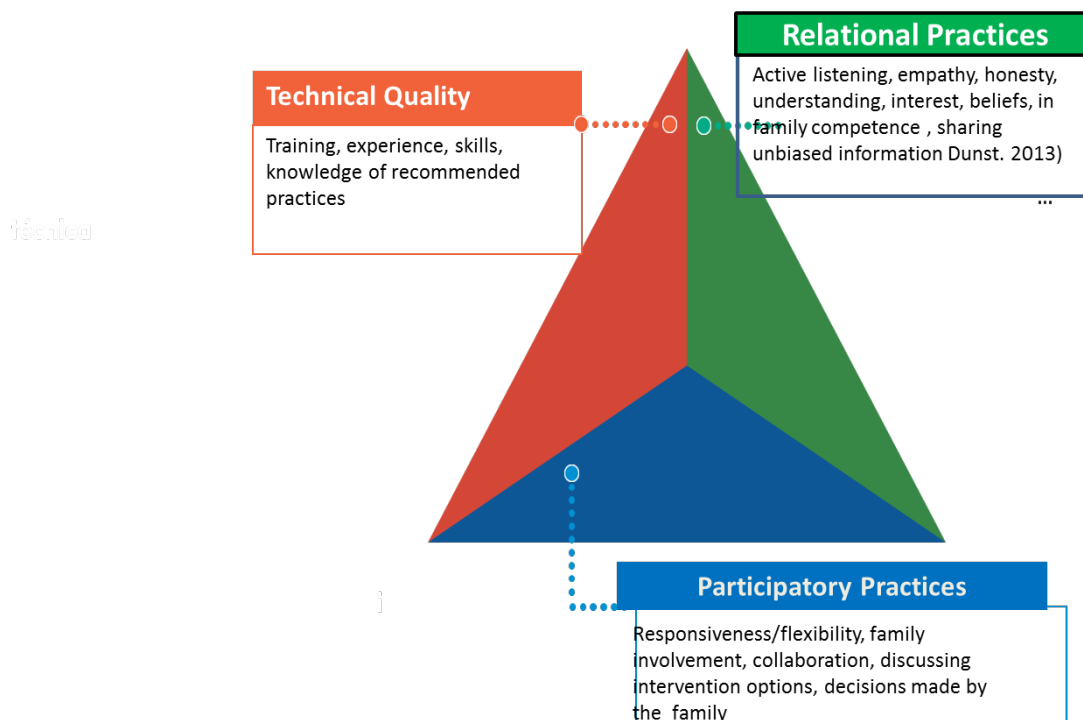 Relational Practices
Active listening, empathy, honesty,
understanding, interest, beliefs, in
family competence , sharing
unbiased information Dunst. 2013)
...
Technical Quality
Training, experience, skills,
knowledge of recommended
practices
técnica
i
Participatory Practices
Responsiveness/flexibility, family
involvement, collaboration, discussing
intervention options, decisions made by
the family